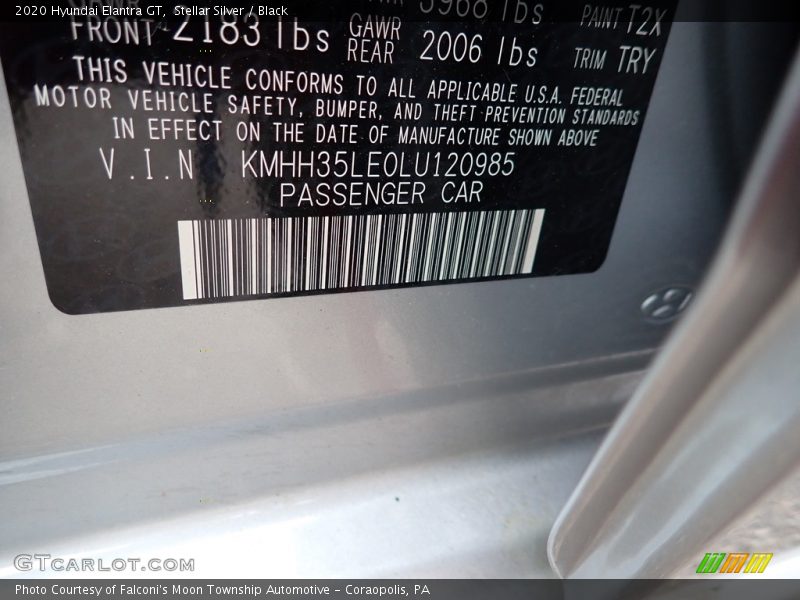 2020 Hyundai Elantra GT, Stellar Silver / Black
3968 lbs
PAINT T2X
FRONT 2183 lbs GAWR REAR 2006 lbs TRIM TRY
THIS VEHICLE CONFORMS TO ALL APPLICABLE U.S.A. FEDERAL
MOTOR VEHICLE SAFETY, BUMPER, AND THEFT PREVENTION STANDARDS
IN EFFECT ON THE DATE OF MANUFACTURE SHOWN ABOVE
V.I.N KMHH35LE0LU120985
PASSENGER CAR
GTCARLOT.COM
Photo Courtesy of Falconi's Moon Township Automotive – Coraopolis, PA